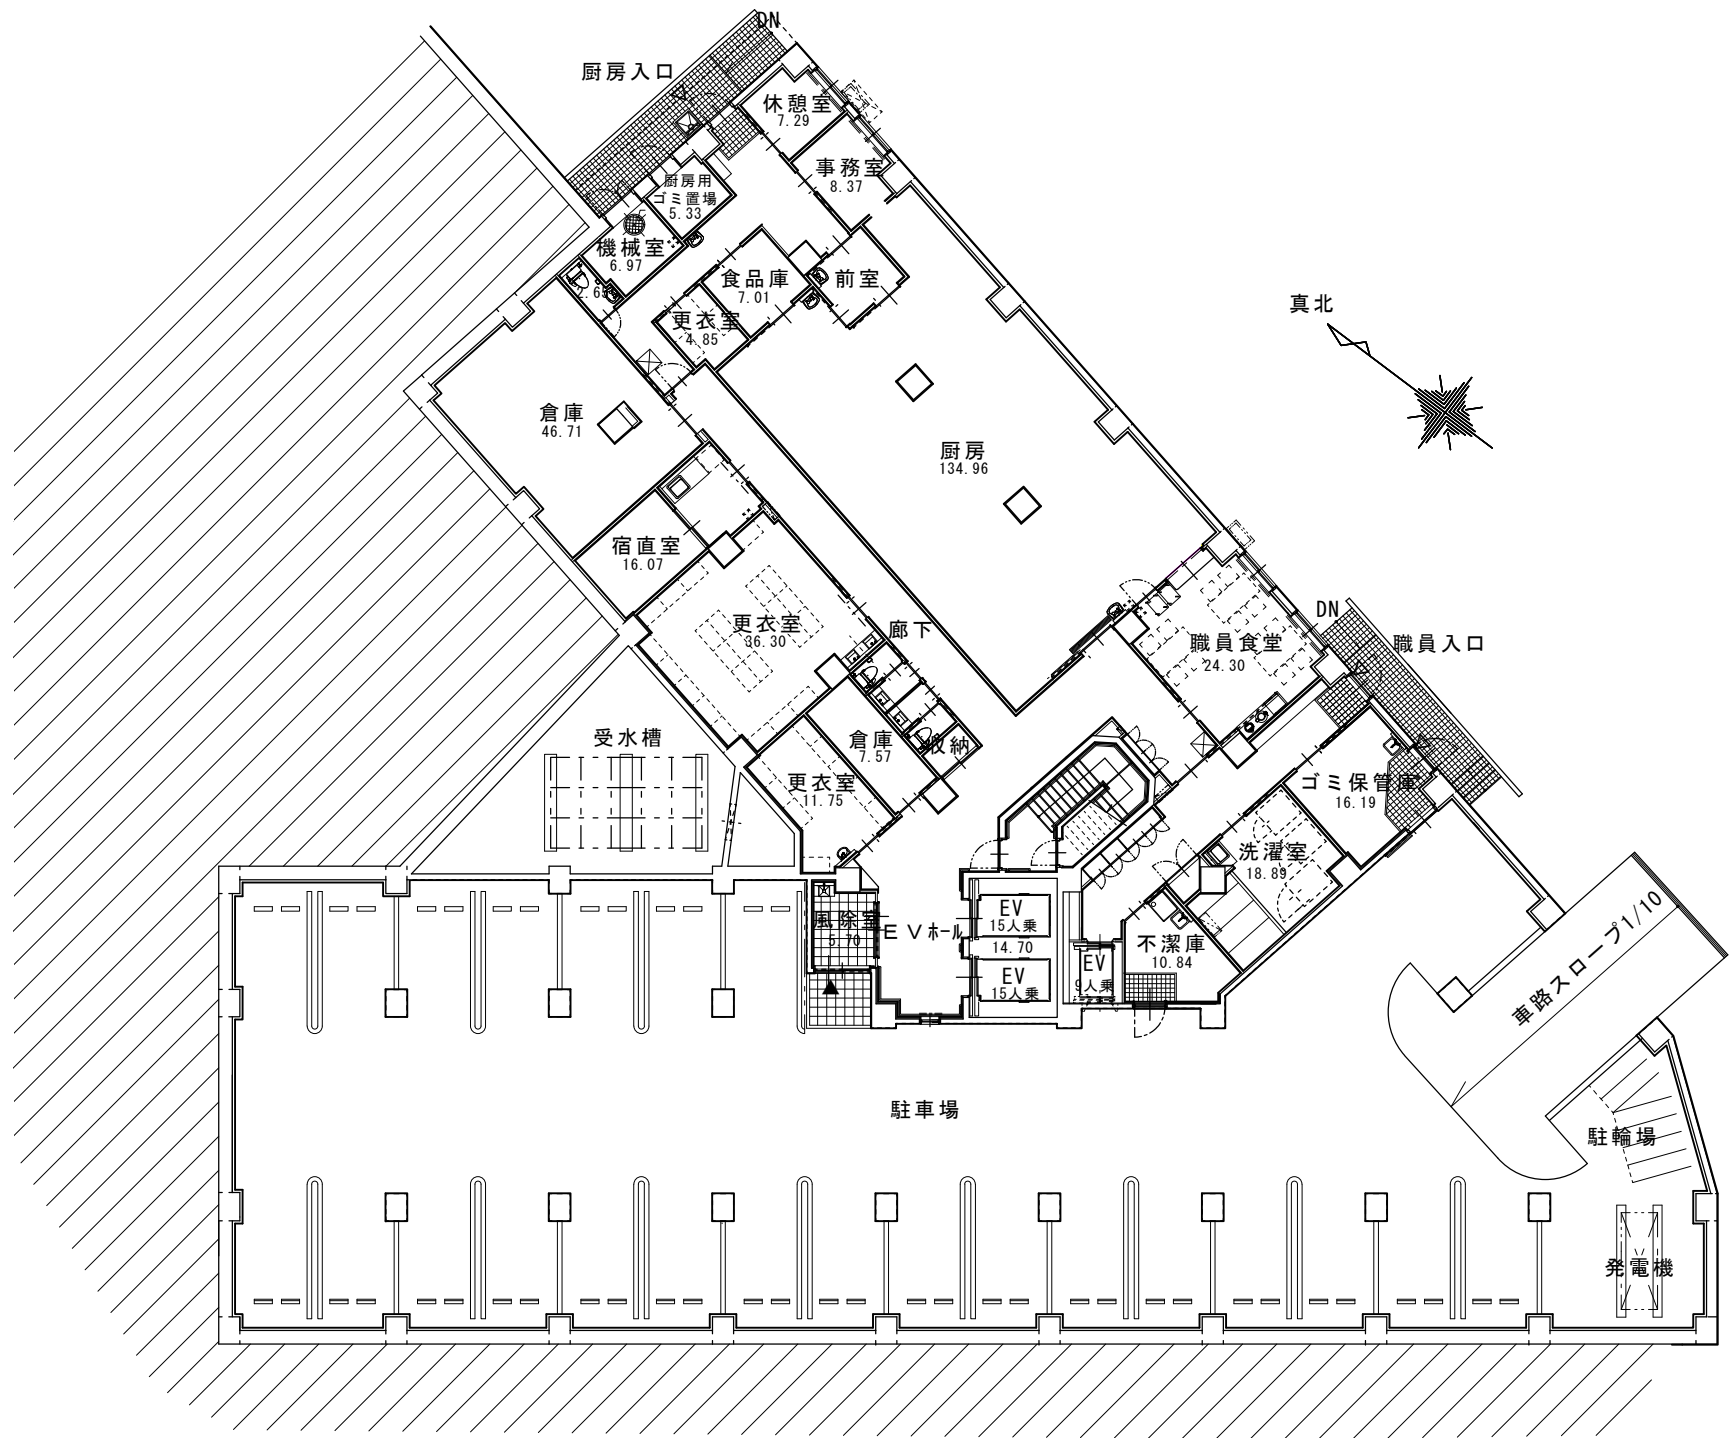 DN
厨房入口
休憩室
7.29
事務室
8.37
厨房用
ゴミ置場
5.33
機械室
6.97
食品庫
7.01
前室
2.65
更衣室
4.85
真北
倉庫
46.71
厨房
134.96
宿直室
16.07
更衣室
36.30
廊下
DN
職員入口
職員食堂
24.30
受水槽
倉庫
7.57
収納
更衣室
11.75
ゴミ保管庫
16.19
洗濯室
18.89
風除室
5.70
EVホール
EV
15人乗
14.70
EV
15人乗
EV
9人乗
不潔庫
10.84
車路スロープ1/10
駐車場
駐輪場
発電機